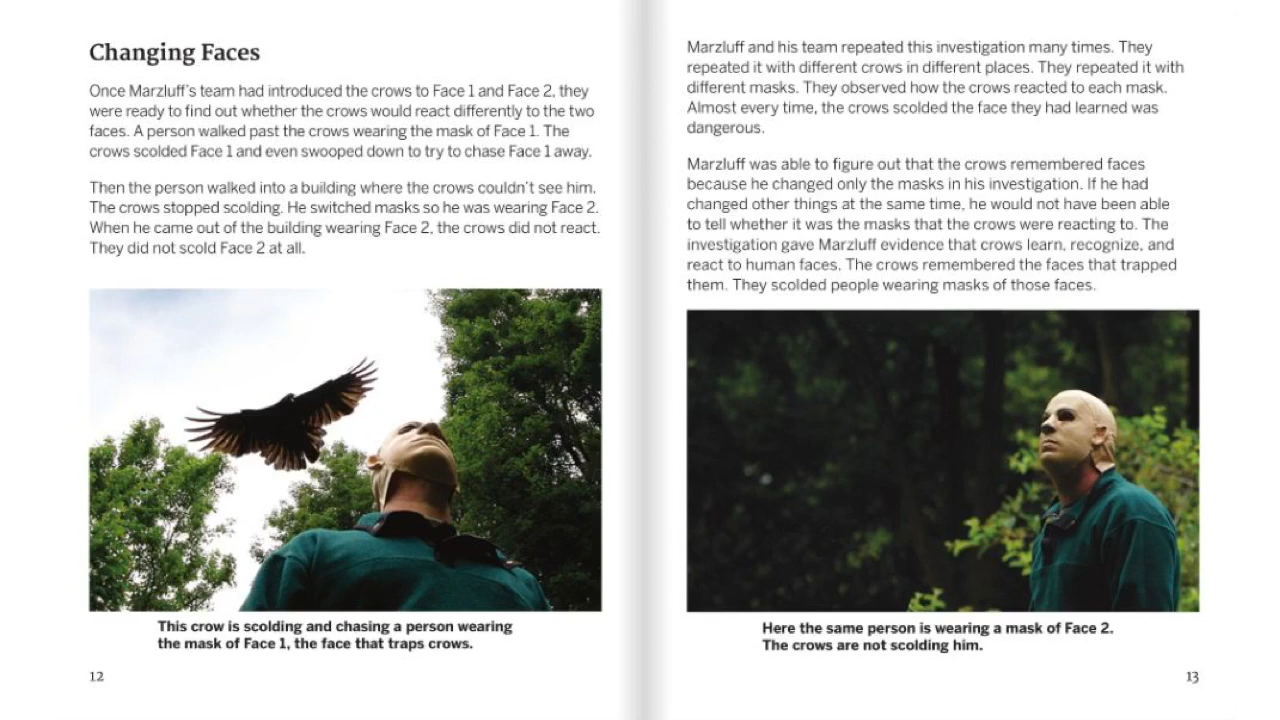 Changing Faces
Once Marzluff's team had introduced the crows to Face 1 and Face 2, they
were ready to find out whether the crows would react differently to the two
faces. A person walked past the crows wearing the mask of Face 1. The
crows scolded Face 1 and even swooped down to try to chase Face 1 away.
Then the person walked into a building where the crows couldn't see him.
The crows stopped scolding. He switched masks so he was wearing Face 2.
When he came out of the building wearing Face 2, the crows did not react.
They did not scold Face 2 at all.
This crow is scolding and chasing a person wearing
the mask of Face 1, the face that traps crows.
12
Marzluff and his team repeated this investigation many times. They
repeated it with different crows in different places. They repeated it with
different masks. They observed how the crows reacted to each mask.
Almost every time, the crows scolded the face they had learned was
dangerous.
Marzluff was able to figure out that the crows remembered faces
because he changed only the masks in his investigation. If he had
changed other things at the same time, he would not have been able
to tell whether it was the masks that the crows were reacting to. The
investigation gave Marzluff evidence that crows learn, recognize, and
react to human faces. The crows remembered the faces that trapped
them. They scolded people wearing masks of those faces.
Here the same person is wearing a mask of Face 2.
The crows are not scolding him.
13